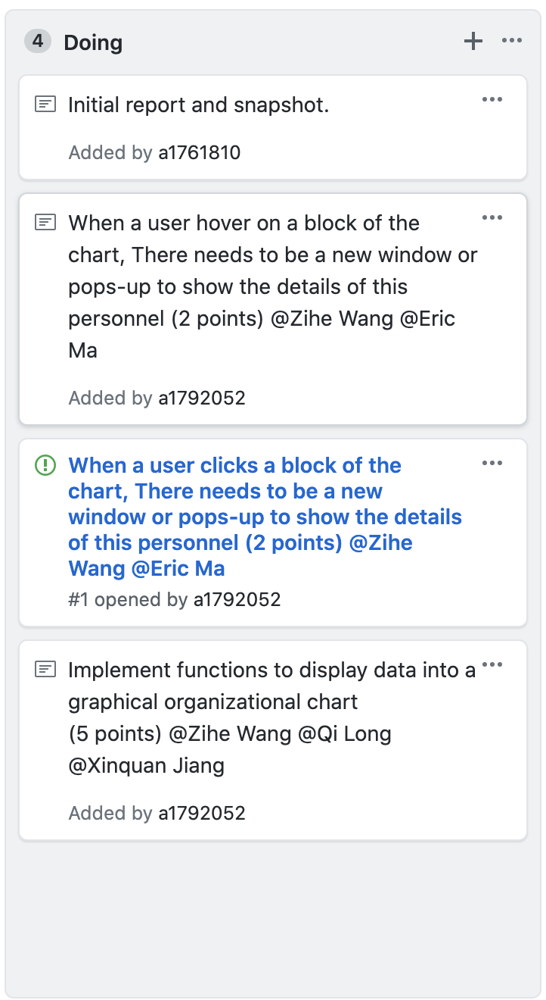 4 Doing
Initial report and snapshot.
Added by a1761810
When a user hover on a block of the
chart, There needs to be a new window or
pops-up to show the details of this
personnel (2 points) @Zihe Wang @Eric
Ma
Added by a1792052
When a user clicks a block of the
chart, There needs to be a new
window or pops-up to show the details
of this personnel (2 points) @Zihe
Wang @Eric Ma
#1 opened by a1792052
Implement functions to display data into a
graphical organizational chart
(5 points) @Zihe Wang @Qi Long
@Xinquan Jiang
Added by a1792052